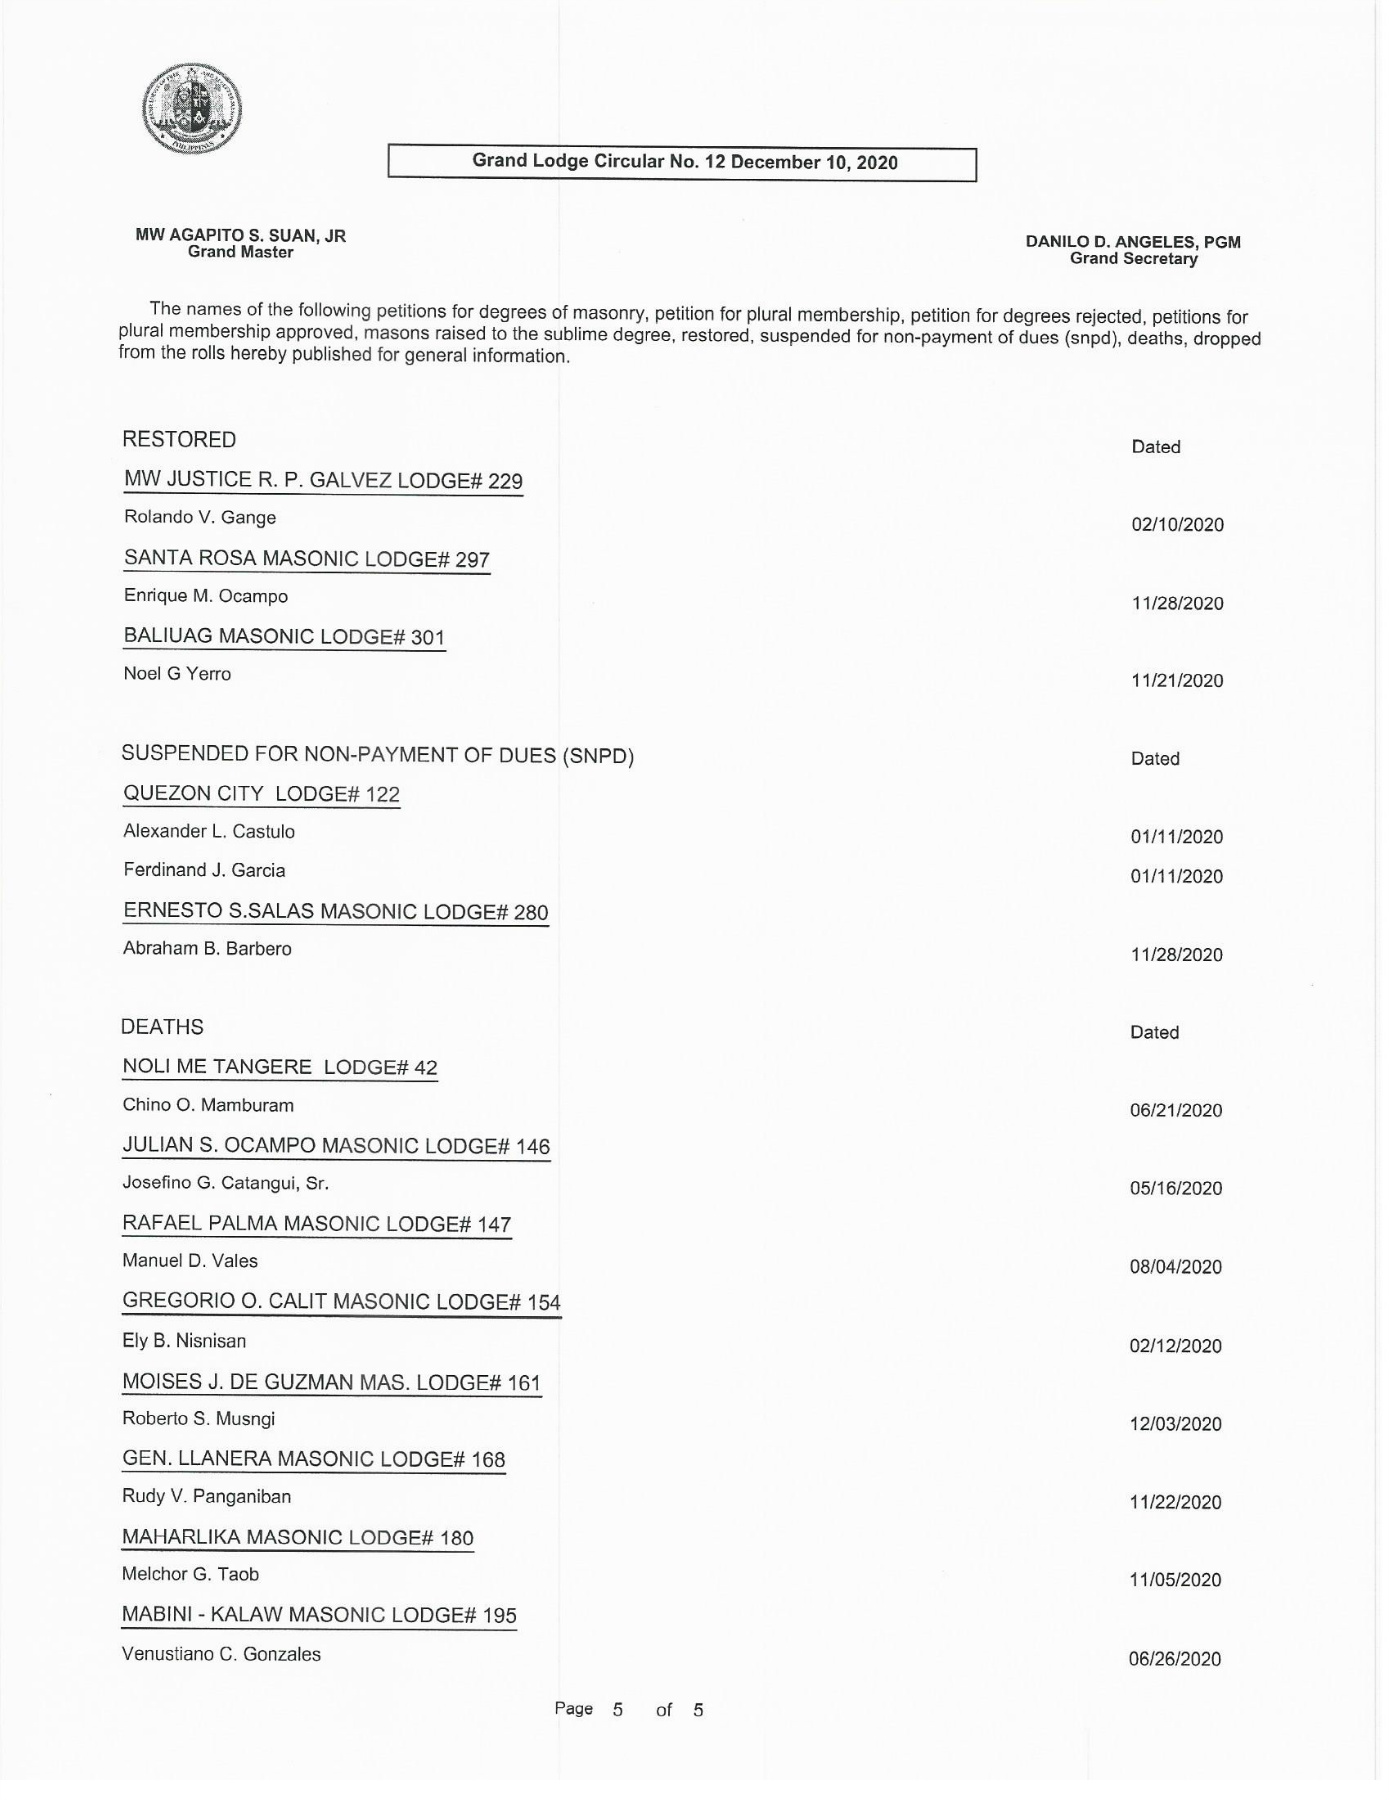 PHILIPPINES
Grand Lodge Circular No. 12 December 10, 2020
MW AGAPITO S. SUAN, JR
Grand Master
DANILO D. ANGELES, PGM
Grand Secretary
The names of the following petitions for degrees of masonry, petition for plural membership, petition for degrees rejected, petitions for
plural membership approved, masons raised to the sublime degree, restored, suspended for non-payment of dues (snpd), deaths, dropped
from the rolls hereby published for general information.
RESTORED Dated
MW JUSTICE R. P. GALVEZ LODGE# 229
Rolando V. Gange 02/10/2020
SANTA ROSA MASONIC LODGE# 297
Enrique M. Ocampo 11/28/2020
BALIUAG MASONIC LODGE# 301
Noel G Yerro 11/21/2020
SUSPENDED FOR NON-PAYMENT OF DUES (SNPD) Dated
QUEZON CITY LODGE# 122
Alexander L. Castulo 01/11/2020
Ferdinand J. Garcia 01/11/2020
ERNESTO S.SALAS MASONIC LODGE# 280
Abraham B. Barbero 11/28/2020
DEATHS Dated
NOLI ME TANGERE LODGE# 42
Chino O. Mamburam 06/21/2020
JULIAN S. OCAMPO MASONIC LODGE# 146
Josefino G. Catangui, Sr. 05/16/2020
RAFAEL PALMA MASONIC LODGE# 147
Manuel D. Vales 08/04/2020
GREGORIO O. CALIT MASONIC LODGE# 154
Ely B. Nisnisan 02/12/2020
MOISES J. DE GUZMAN MAS. LODGE# 161
Roberto S. Musngi 12/03/2020
GEN. LLANERA MASONIC LODGE# 168
Rudy V. Panganiban 11/22/2020
MAHARLIKA MASONIC LODGE# 180
Melchor G. Taob 11/05/2020
MABINI - KALAW MASONIC LODGE# 195
Venustiano C. Gonzales 06/26/2020
Page 5 of 5